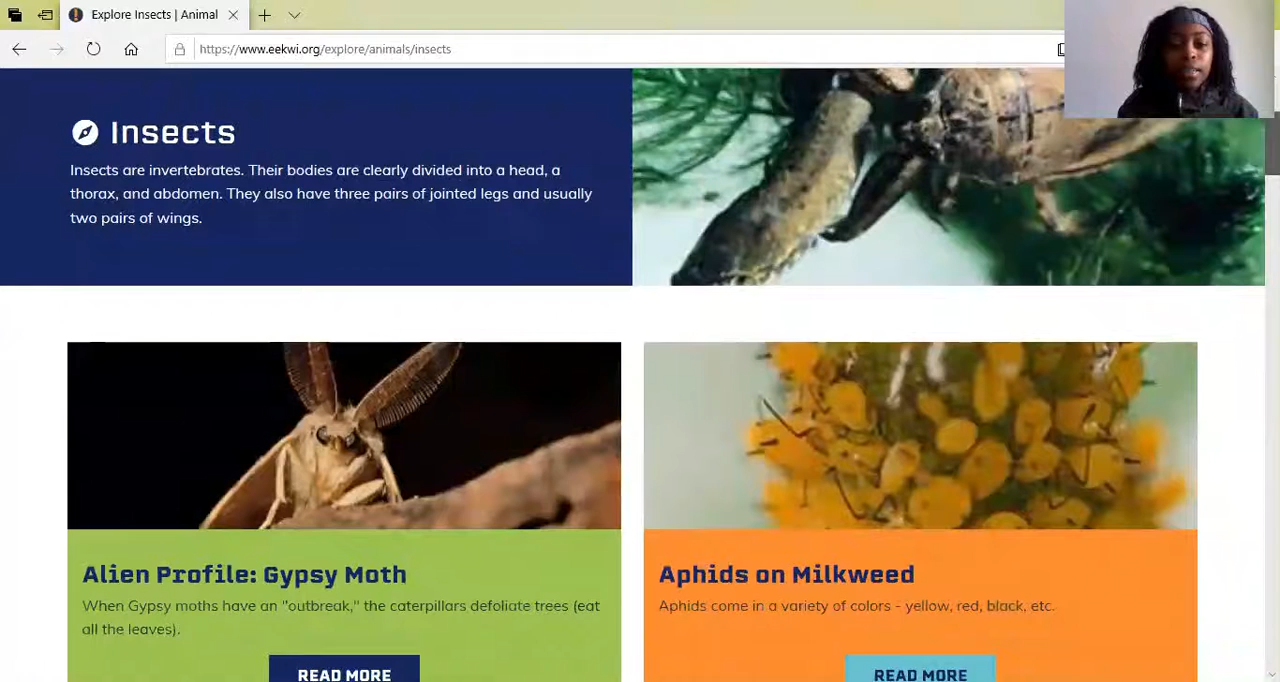 Explore Insects | Animal
https://www.eekwi.org/explore/animals/insects
Insects
Insects are invertebrates. Their bodies are clearly divided into a head, a
thorax, and abdomen. They also have three pairs of jointed legs and usually
two pairs of wings.
Alien Profile: Gypsy Moth
When Gypsy moths have an "outbreak," the caterpillars defoliate trees (eat
all the leaves).
READ MORE
Aphids on Milkweed
Aphids come in a variety of colors - yellow, red, black, etc.
READ MORE